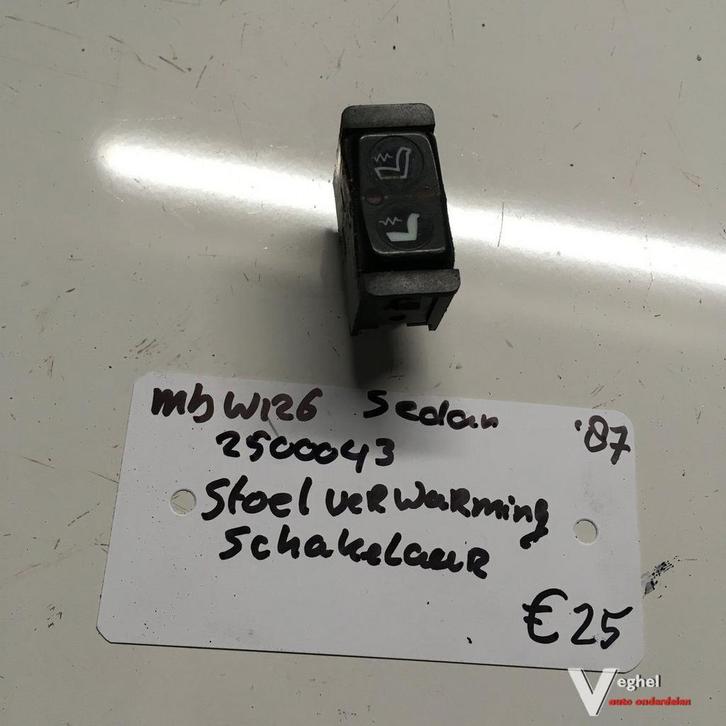 mb W126 Sedan '87
2500043
Stoel verwarming
Schakelaar
€25
Veghel
auto onderdelen